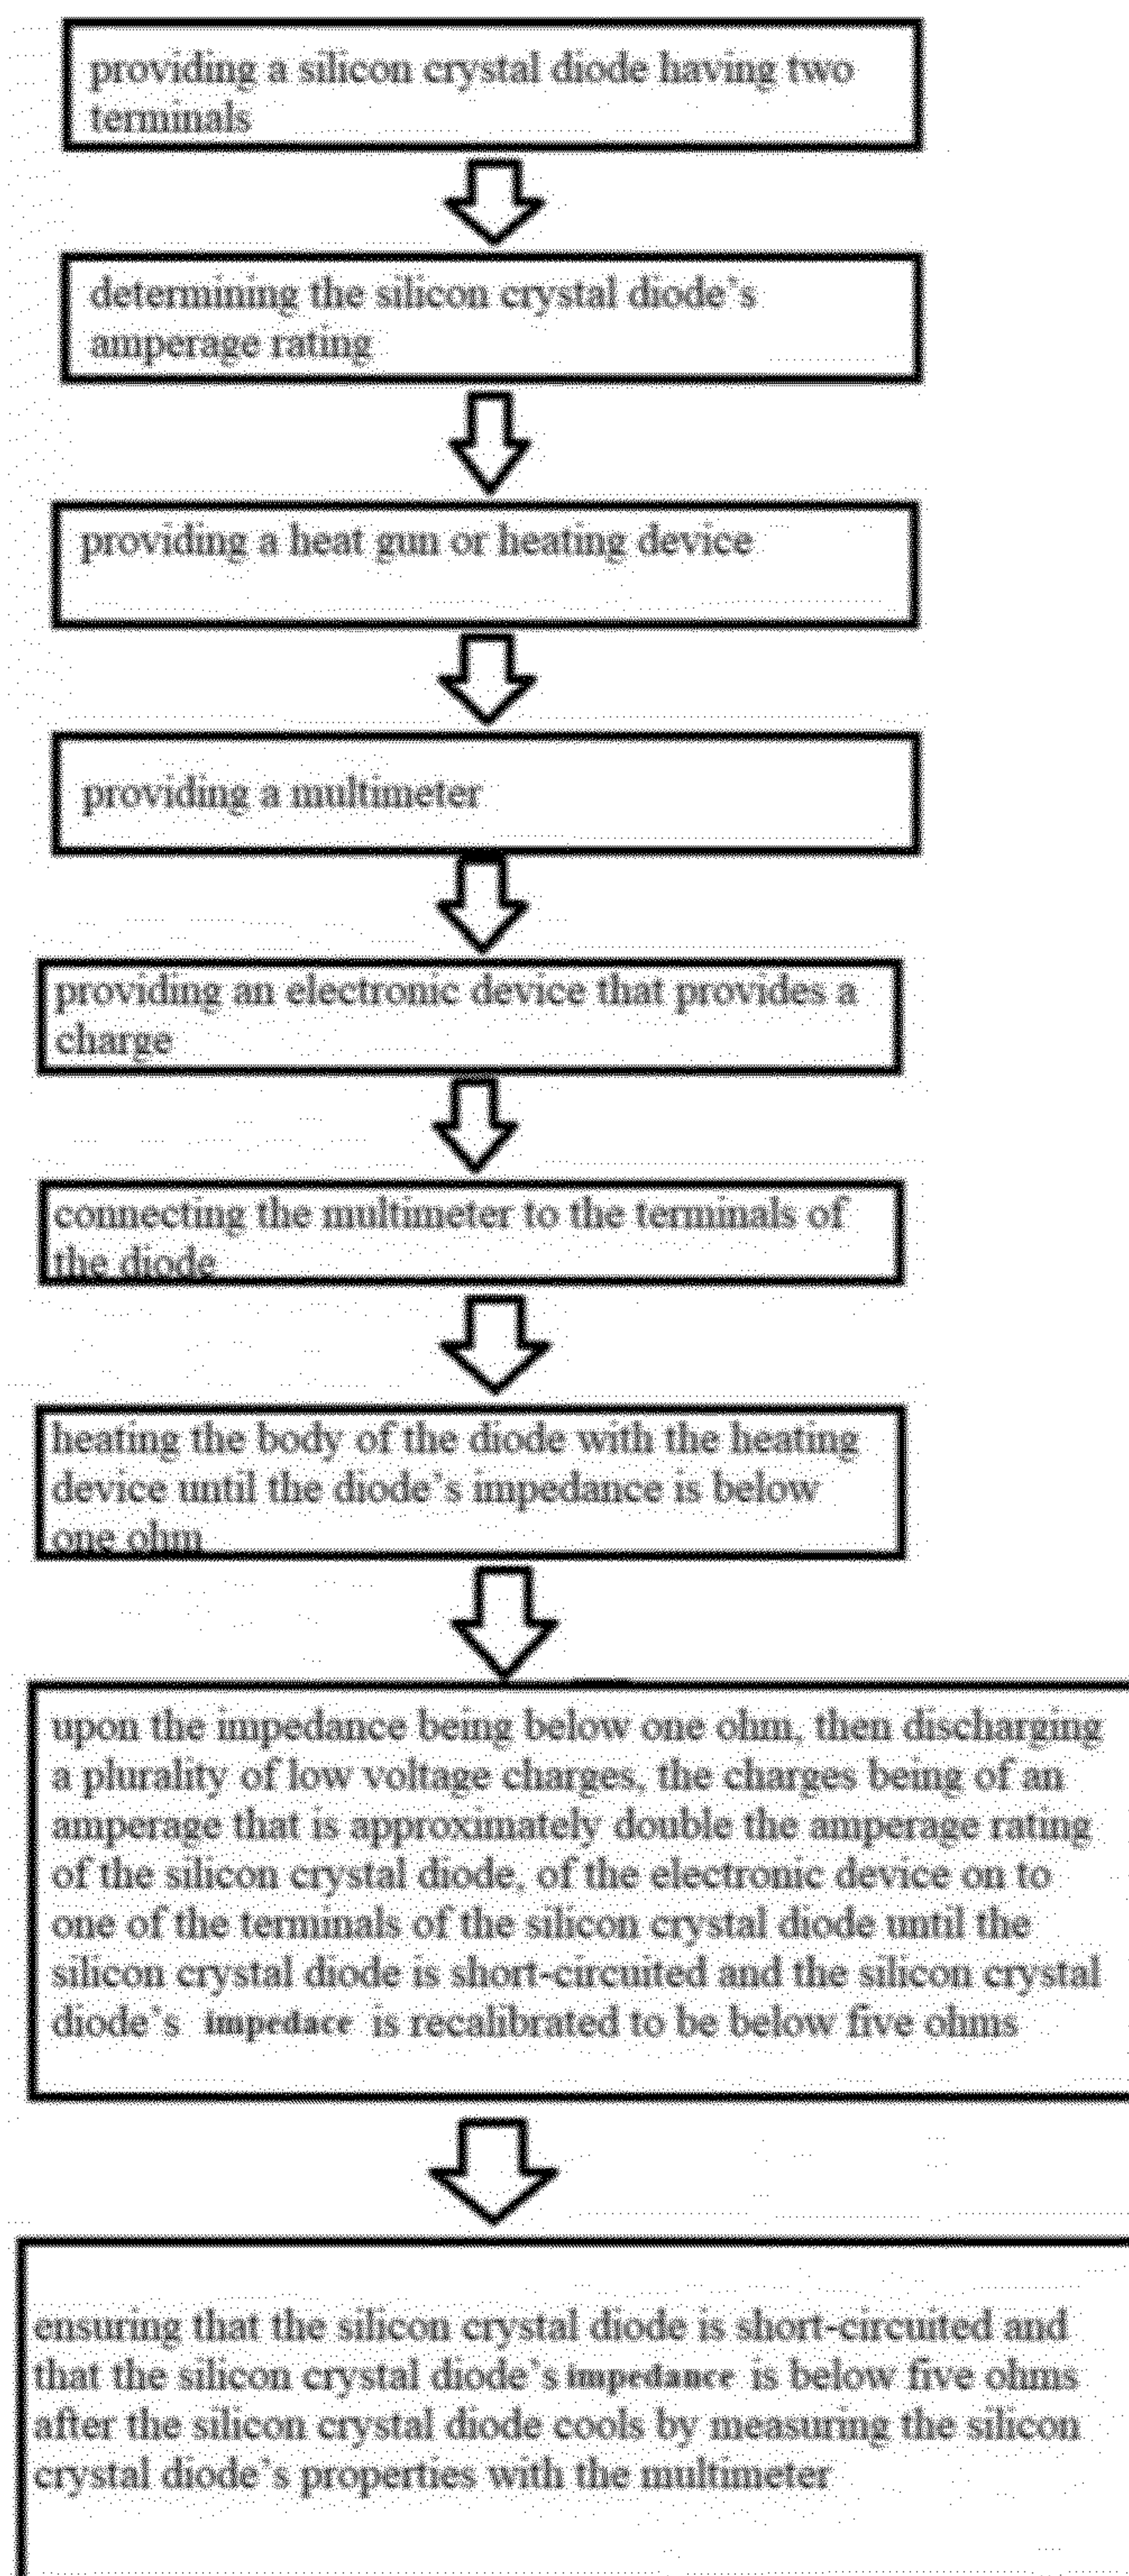 providing a silicon crystal diode having two
terminals
determining the silicon crystal diode's
amperage rating
providing a heat gun or heating device
providing a multimeter
providing an electronic device that provides a
charge
connecting the multimeter to the terminals of
the diode
heating the body of the diode with the heating
device until the diode's impedance is below
one ohm
upon the impedance being below one ohm, then discharging
a plurality of low voltage charges, the charges being of an
amperage that is approximately double the amperage rating
of the silicon crystal diode, of the electronic device on to
one of the terminals of the silicon crystal diode until the
silicon crystal diode is short-circuited and the silicon crystal
diode's impedace is recalibrated to be below five ohms
ensuring that the silicon crystal diode is short-circuited and
that the silicon crystal diode's impedance is below five ohms
after the silicon crystal diode cools by measuring the silicon
crystal diode's properties with the multimeter